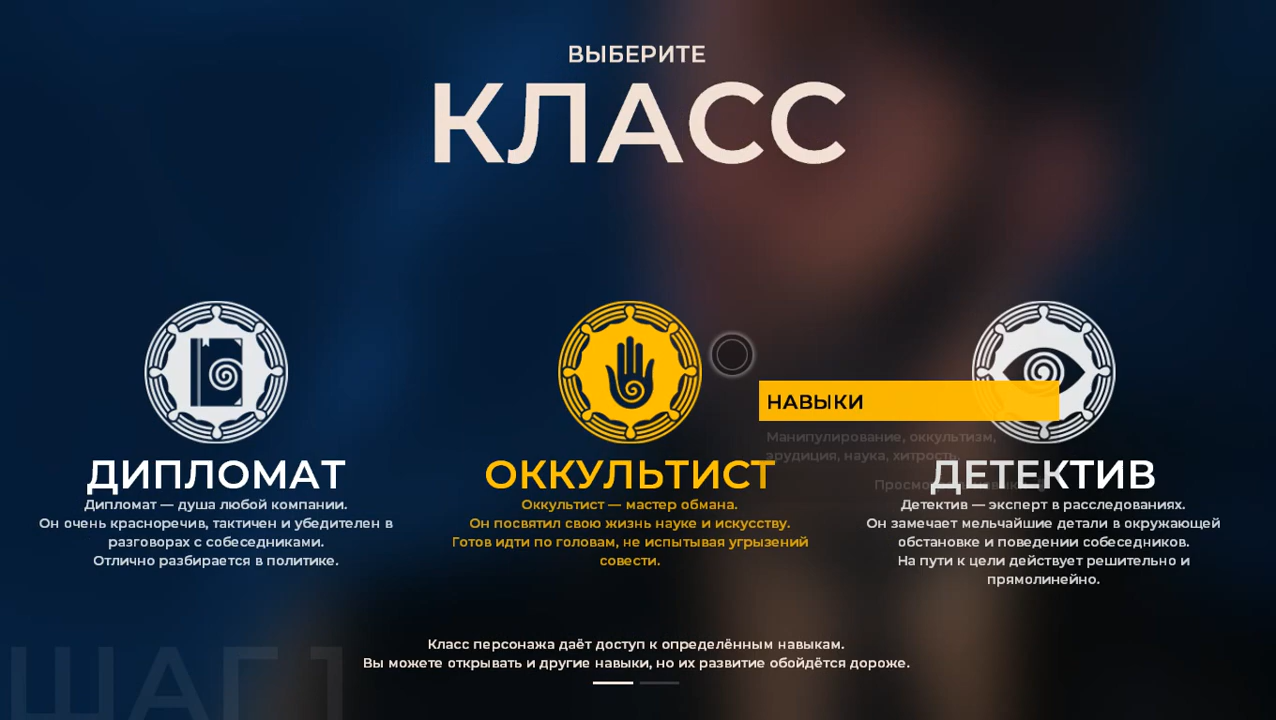 ВЫБЕРИТЕ
КЛАСС
НАВЫКИ
Манипулирование, оккультизм,
эрудиция, наука, хитрость.
ДИПЛОМАТ
Дипломат — душа любой компании.
Он очень красноречив, тактичен и убедителен в
разговорах с собеседниками.
Отлично разбирается в политике.
ОККУЛЬТИСТ
Оккультист — мастер обмана.
Он посвятил свою жизнь науке и искусству.
Готов идти по головам, не испытывая угрызений
совести.
ДЕТЕКТИВ
Детектив — эксперт в расследованиях.
Он замечает мельчайшие детали в окружающей
обстановке и поведении собеседников.
На пути к цели действует решительно и
прямолинейно.
Класс персонажа даёт доступ к определённым навыкам.
Вы можете открывать и другие навыки, но их развитие обойдётся дороже.
ШАГ 1